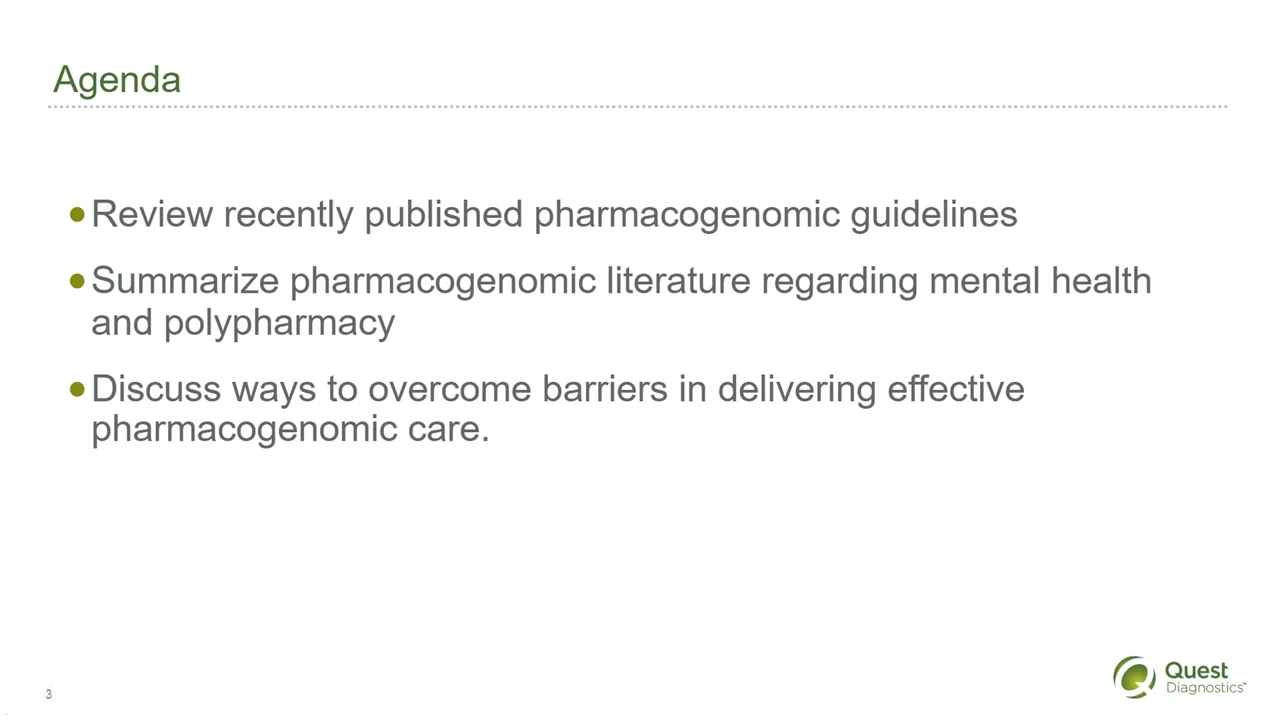 Agenda
•Review recently published pharmacogenomic guidelines
•Summarize pharmacogenomic literature regarding mental health
and polypharmacy
•Discuss ways to overcome barriers in delivering effective
pharmacogenomic care.
3
Quest
Diagnostics™